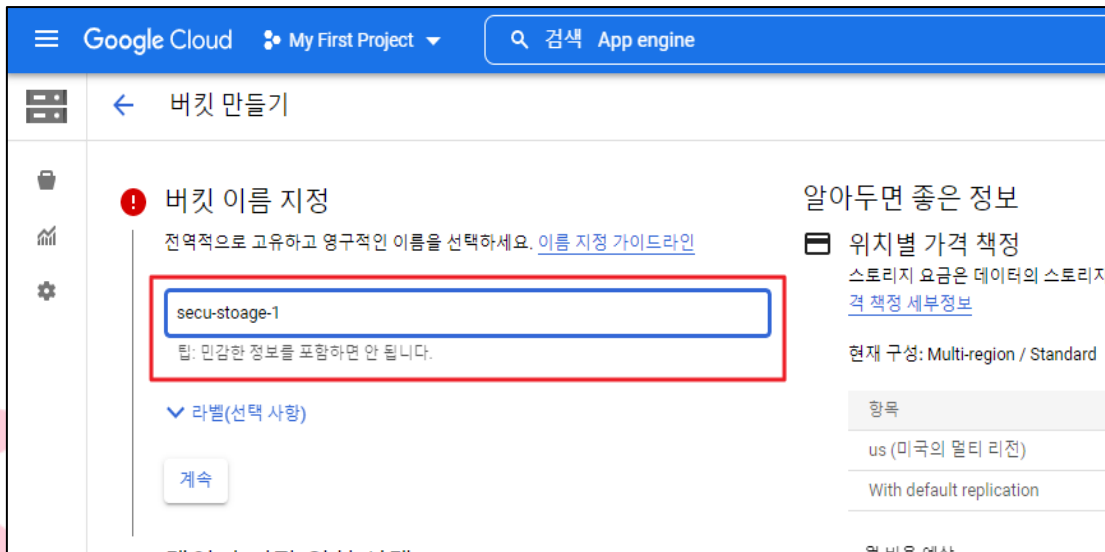 Google Cloud
My First Project
검색 App engine
버킷 만들기
버킷 이름 지정
전역적으로 고유하고 영구적인 이름을 선택하세요. 이름 지정 가이드라인
secu-stoage-1
팁: 민감한 정보를 포함하면 안 됩니다.
라벨(선택 사항)
계속
알아두면 좋은 정보
위치별 가격 책정
스토리지 요금은 데이터의 스토리지
격 책정 세부정보
현재 구성: Multi-region / Standard
항목
us (미국의 멀티 리전)
With default replication